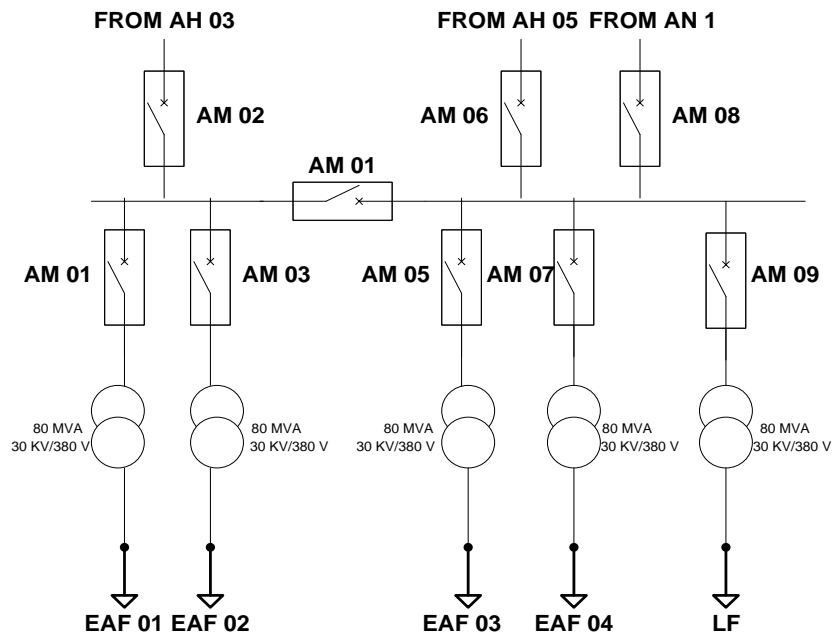 FROM AH 03
FROM AH 05
FROM AN 1
AM 02
AM 06
AM 08
AM 01
AM 01
AM 03
AM 05
AM 07
AM 09
80 MVA
30 KV/380 V
80 MVA
30 KV/380 V
80 MVA
30 KV/380 V
80 MVA
30 KV/380 V
80 MVA
30 KV/380 V
EAF 01
EAF 02
EAF 03
EAF 04
LF